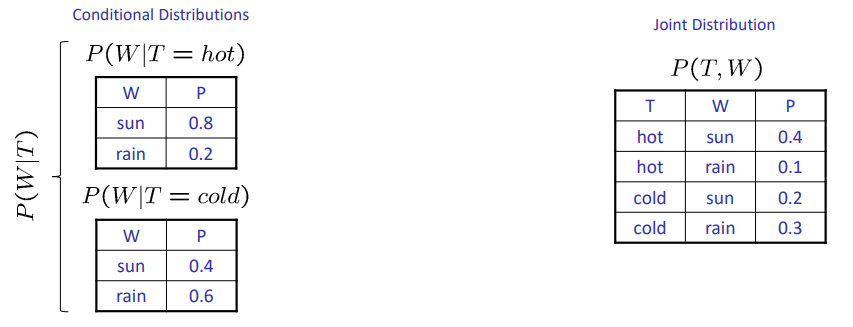 Conditional Distributions
P(W|T = hot)
W P
sun 0.8
rain 0.2
P(W|T)
P(W|T = cold)
W P
sun 0.4
rain 0.6
Joint Distribution
P(T, W)
T W P
hot sun 0.4
hot rain 0.1
cold sun 0.2
cold rain 0.3